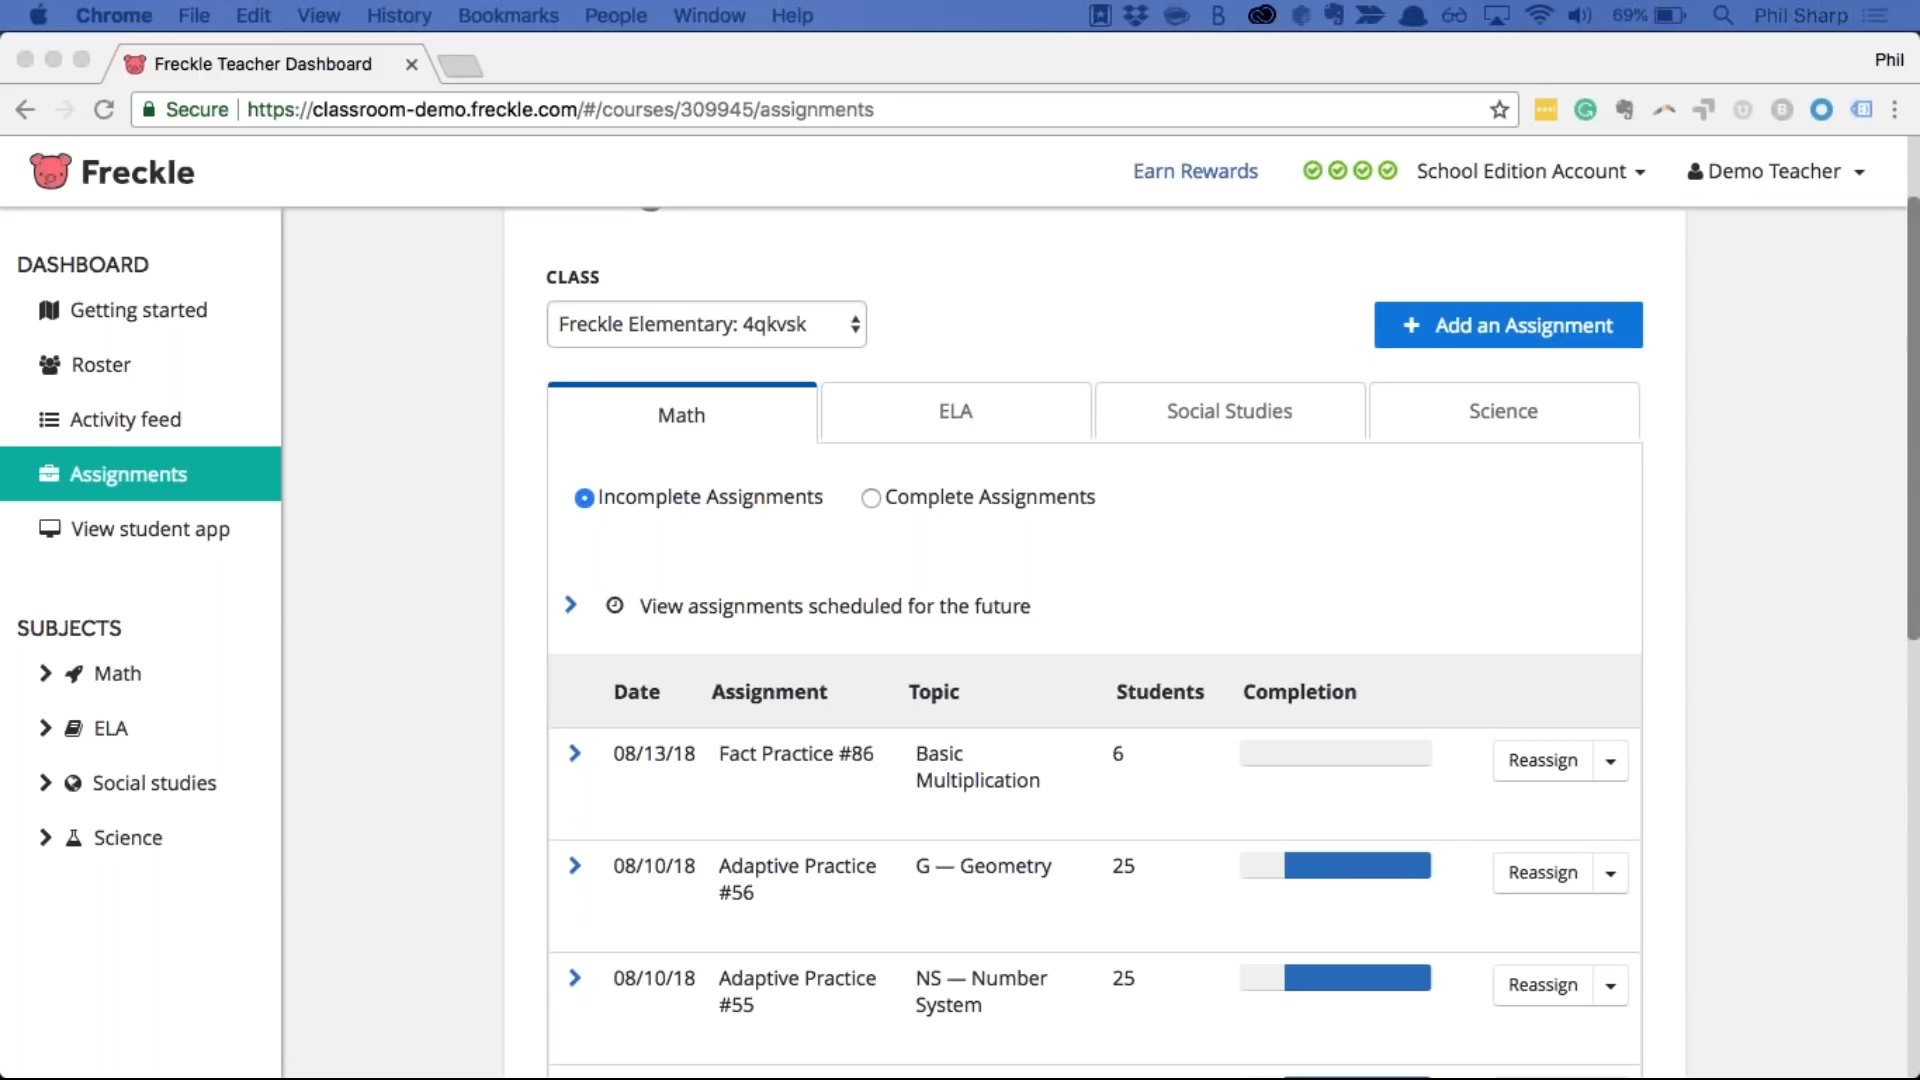 Chrome File Edit View History Bookmarks People Window Help 69% Phil Sharp
Freckle Teacher Dashboard Phil
Secure https://classroom-demo.freckle.com/#/courses/309945/assignments
Freckle Earn Rewards School Edition Account Demo Teacher
DASHBOARD
Getting started
Roster
Activity feed
Assignments
View student app
SUBJECTS
Math
ELA
Social studies
Science
CLASS
Freckle Elementary: 4qkvsk + Add an Assignment
Math ELA Social Studies Science
Incomplete Assignments Complete Assignments
View assignments scheduled for the future
Date Assignment Topic Students Completion
08/13/18 Fact Practice #86 Basic 6 Reassign
Multiplication
08/10/18 Adaptive Practice G — Geometry 25 Reassign
#56
08/10/18 Adaptive Practice NS — Number 25 Reassign
#55 System